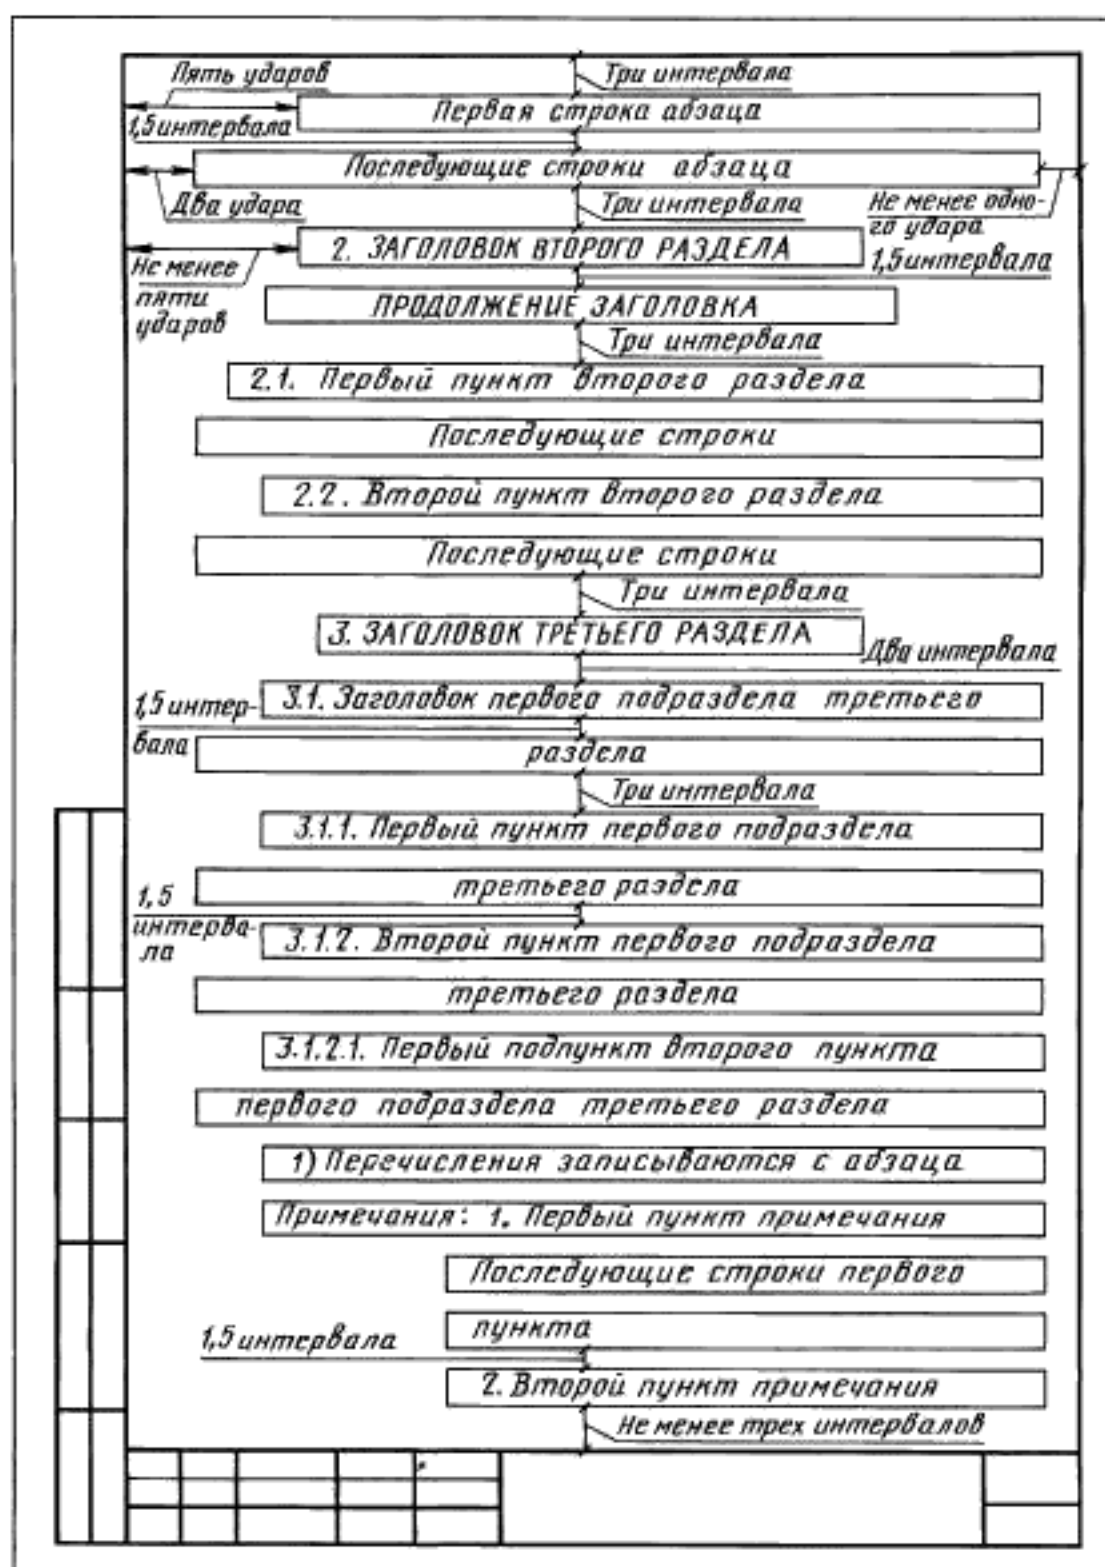 Пять ударов
Три интервала
Первая строка абзаца
1,5 интервала
Последующие строки абзаца
Два удара
Три интервала
Не менее одно-
го удара
2. ЗАГОЛОВОК ВТОРОГО РАЗДЕЛА
Не менее
пяти
ударов
1,5 интервала
ПРОДОЛЖЕНИЕ ЗАГОЛОВКА
Три интервала
2.1. Первый пункт второго раздела
Последующие строки
2.2. Второй пункт второго раздела
Последующие строки
Три интервала
3. ЗАГОЛОВОК ТРЕТЬЕГО РАЗДЕЛА
Два интервала
3.1. Заголовок первого подраздела третьего
1,5 интер-
вала
раздела
Три интервала
3.1.1. Первый пункт первого подраздела
третьего раздела
1,5
интерва-
ла
3.1.2. Второй пункт первого подраздела
третьего раздела
3.1.2.1. Первый подпункт второго пункта
первого подраздела третьего раздела
1) Перечисления записываются с абзаца
Примечания: 1. Первый пункт примечания
Последующие строки первого
пункта
1,5 интервала
2. Второй пункт примечания
Не менее трех интервалов